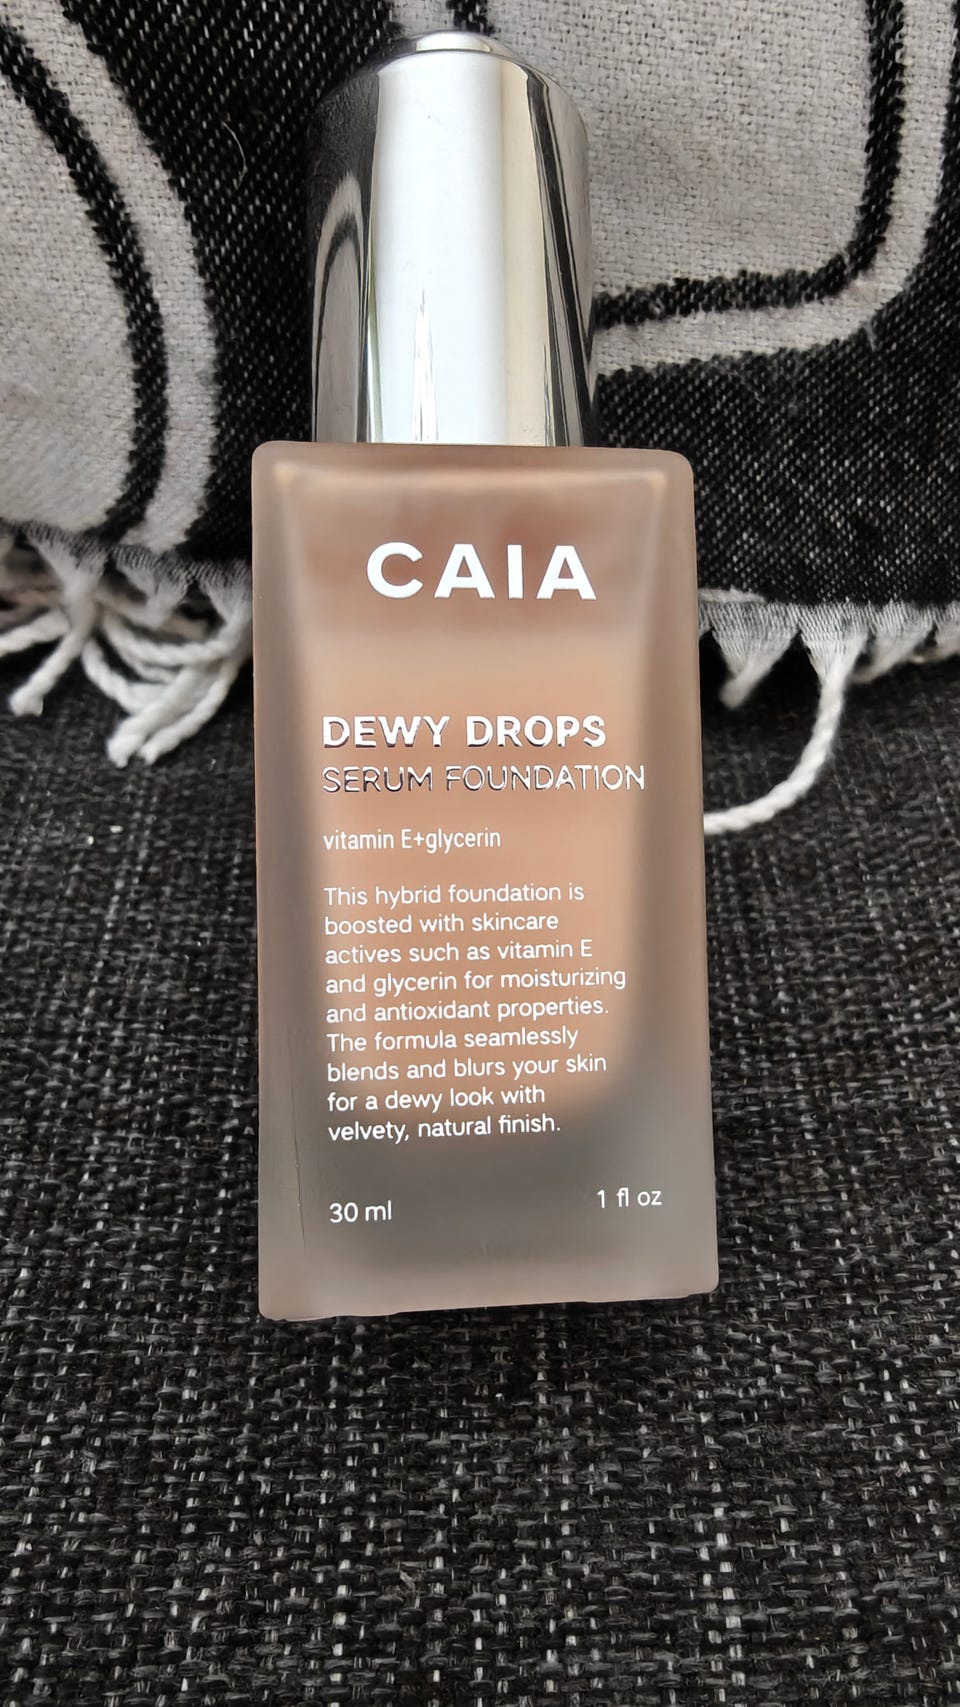 CAIA
DEWY DROPS
SERUM FOUNDATION
vitamin E+glycerin
This hybrid foundation is
boosted with skincare
actives such as vitamin E
and glycerin for moisturizing
and antioxidant properties.
The formula seamlessly
blends and blurs your skin
for a dewy look with
velvety, natural finish.
30 ml 1 fl oz